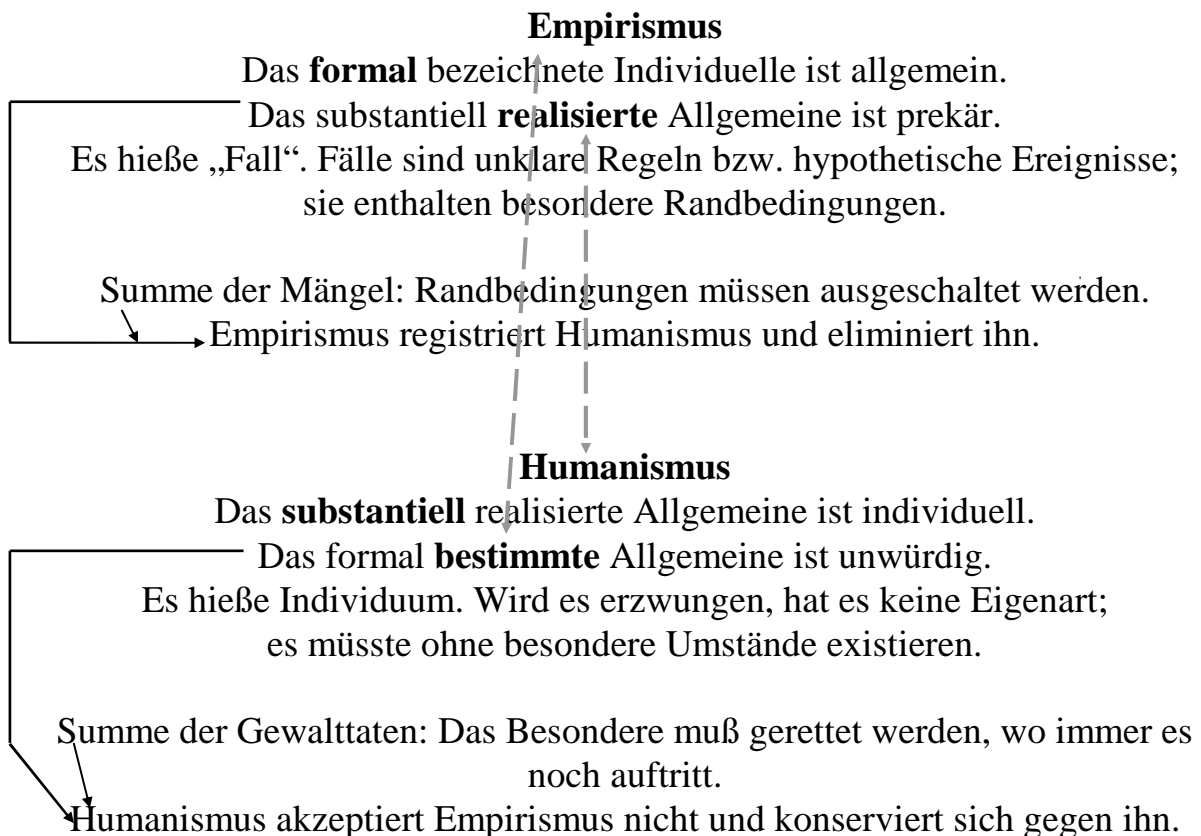 Empirismus
Das formal bezeichnete Individuelle ist allgemein.
Das substantiell realisierte Allgemeine ist prekär.
Es hieße „Fall“. Fälle sind unklare Regeln bzw. hypothetische Ereignisse;
sie enthalten besondere Randbedingungen.
Summe der Mängel: Randbedingungen müssen ausgeschaltet werden.
Empirismus registriert Humanismus und eliminiert ihn.
Humanismus
Das substantiell realisierte Allgemeine ist individuell.
Das formal bestimmte Allgemeine ist unwürdig.
Es hieße Individuum. Wird es erzwungen, hat es keine Eigenart;
es müsste ohne besondere Umstände existieren.
Summe der Gewalttaten: Das Besondere muß gerettet werden, wo immer es
noch auftritt.
Humanismus akzeptiert Empirismus nicht und konserviert sich gegen ihn.